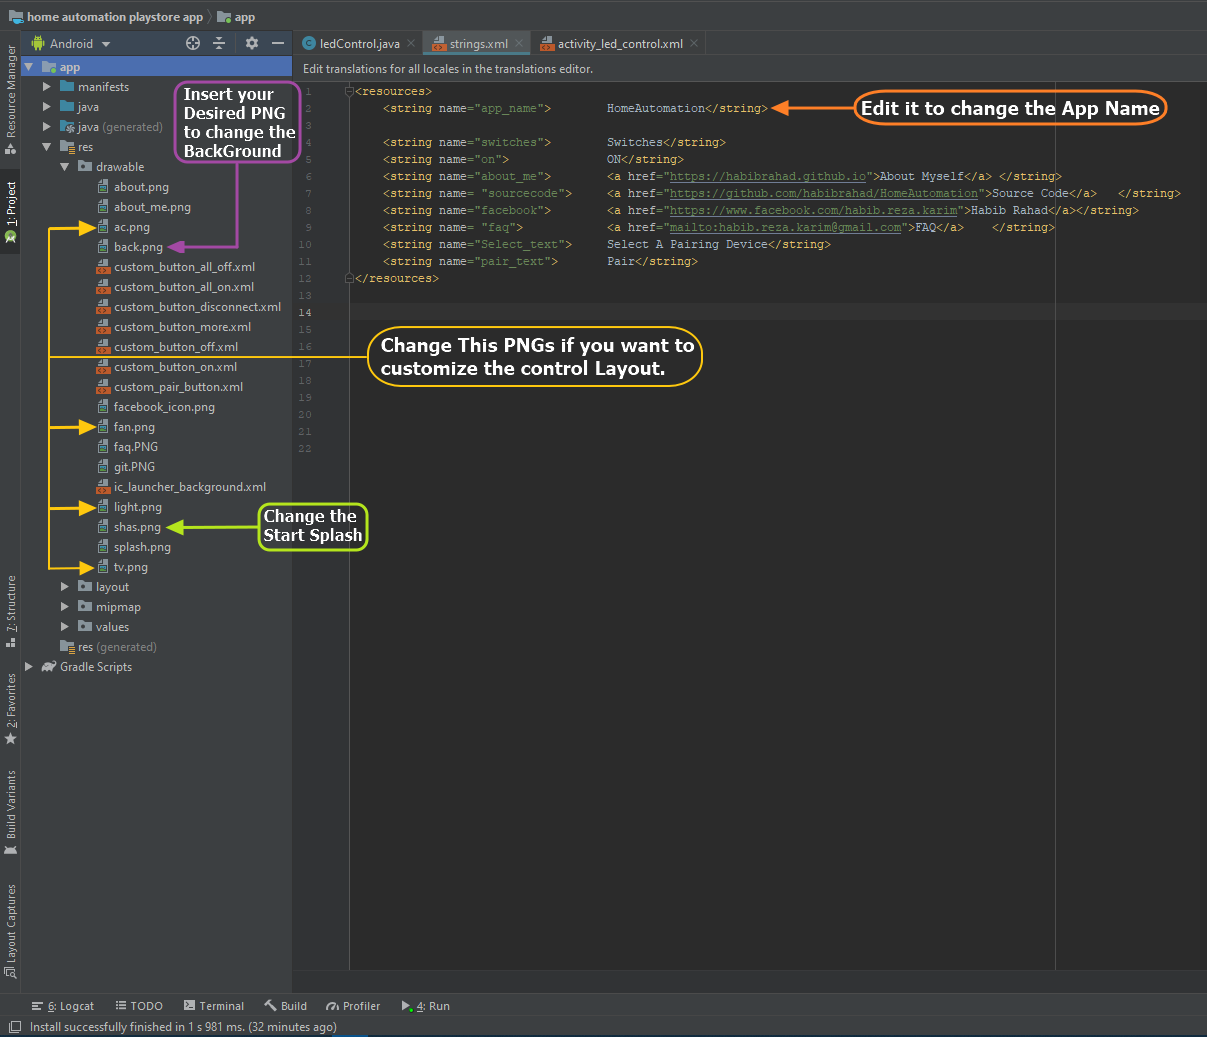 home automation playstore app
app
Android
ledControl.java
strings.xml
activity_led_control.xml
Edit translations for all locales in the translations editor.
Resource Manager
1: Project
7: Structure
2: Favorites
Build Variants
Layout Captures
app
manifests
java
java (generated)
res
drawable
about.png
about_me.png
ac.png
back.png
custom_button_all_off.xml
custom_button_all_on.xml
custom_button_disconnect.xml
custom_button_more.xml
custom_button_off.xml
custom_button_on.xml
custom_pair_button.xml
facebook_icon.png
fan.png
faq.PNG
git.PNG
ic_launcher_background.xml
light.png
shas.png
splash.png
tv.png
layout
mipmap
values
res (generated)
Gradle Scripts
Insert your
Desired PNG
to change the
BackGround
Change the
Start Splash
1 <resources>
2 <string name="app_name"> HomeAutomation</string>
3
4 <string name="switches"> Switches</string>
5 <string name="on"> ON</string>
6 <string name="about_me"> <a href="https://habibrahad.github.io">About Myself</a> </string>
7 <string name= "sourcecode"> <a href="https://github.com/habibrahad/HomeAutomation">Source Code</a> </string>
8 <string name="facebook"> <a href="https://www.facebook.com/habib.reza.karim">Habib Rahad</a></string>
9 <string name= "faq"> <a href="mailto:habib.reza.karim@gmail.com">FAQ</a> </string>
10 <string name="Select_text"> Select A Pairing Device</string>
11 <string name="pair_text"> Pair</string>
12 </resources>
13
14
15
16
17
18
19
20
21
22
Edit it to change the App Name
Change This PNGs if you want to
customize the control Layout.
6: Logcat
TODO
Terminal
Build
Profiler
4: Run
Install successfully finished in 1 s 981 ms. (32 minutes ago)